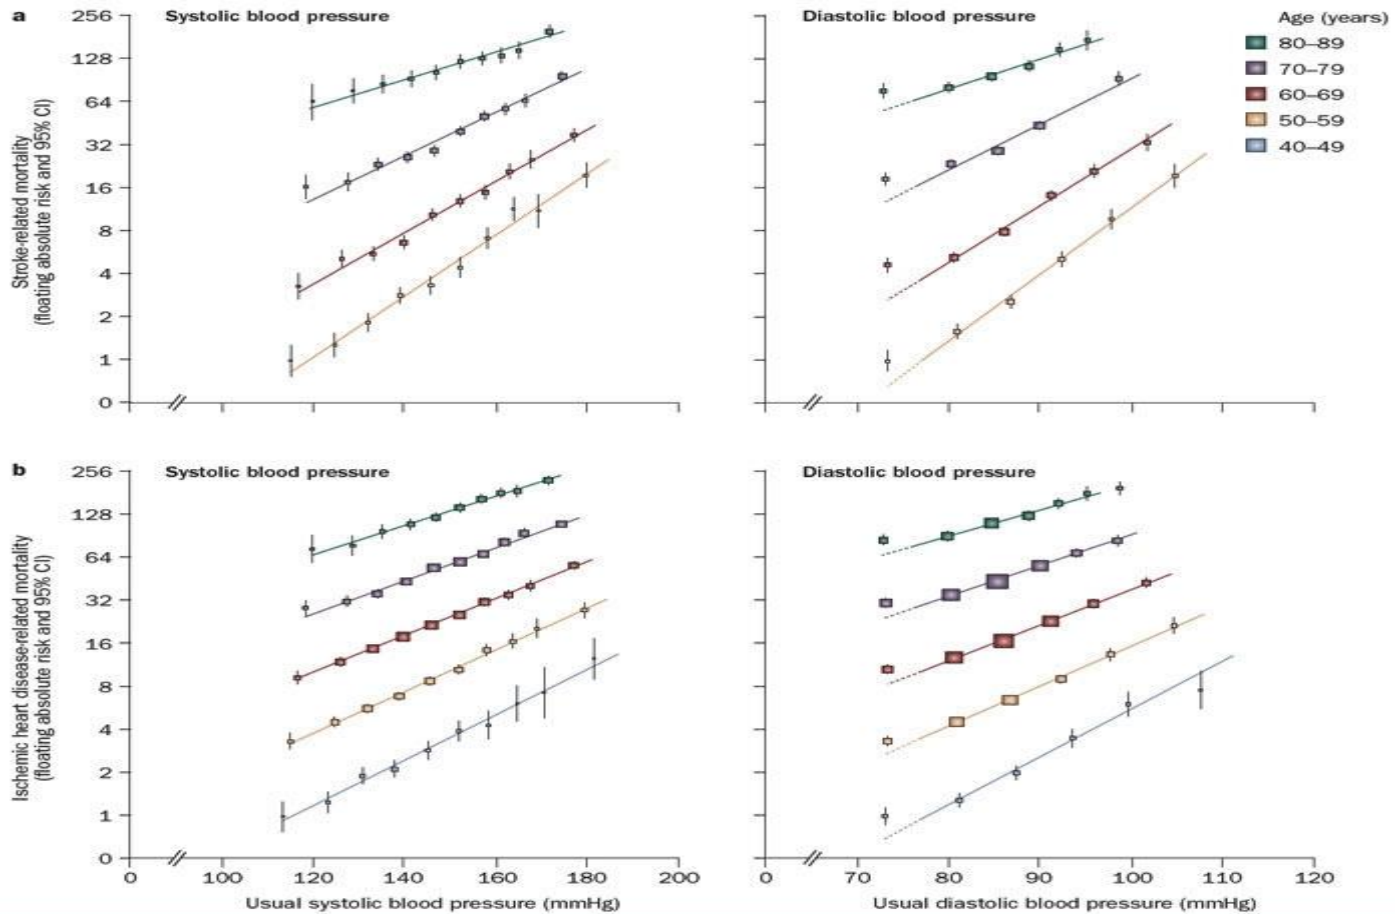 a
Systolic blood pressure
Diastolic blood pressure
Age (years)
80–89
70–79
60–69
50–59
40–49
Stroke-related mortality
(floating absolute risk and 95% CI)
256
128
64
32
16
8
4
2
1
0
b
Systolic blood pressure
Diastolic blood pressure
Ischemic heart disease-related mortality
(floating absolute risk and 95% CI)
256
128
64
32
16
8
4
2
1
0
0 100 120 140 160 180 200
0 70 80 90 100 110 120
Usual systolic blood pressure (mmHg)
Usual diastolic blood pressure (mmHg)